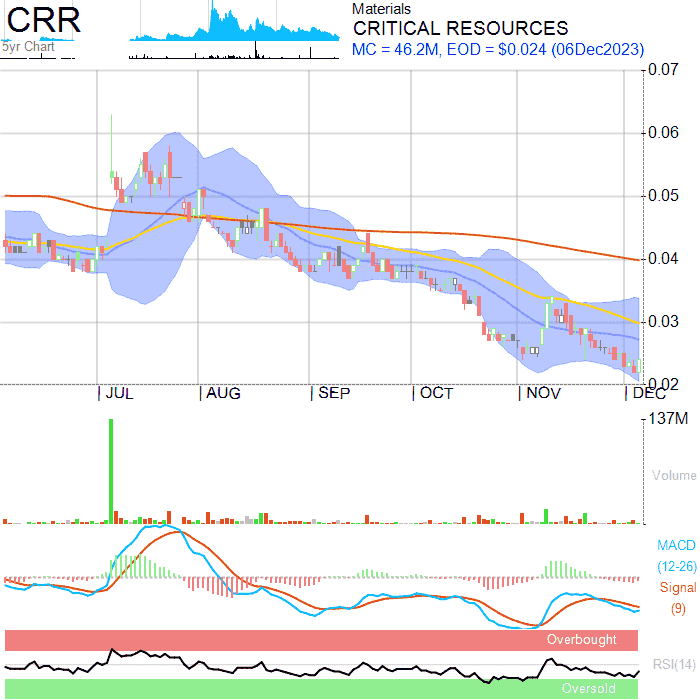 CRR
5yr Chart
Materials
CRITICAL RESOURCES
MC = 46.2M, EOD = $0.024 (06Dec2023)
0.07
0.06
0.05
0.04
0.03
0.02
JUL AUG SEP OCT NOV DEC
137M
Volume
MACD
(12-26)
Signal
(9)
Overbought
RSI(14)
Oversold